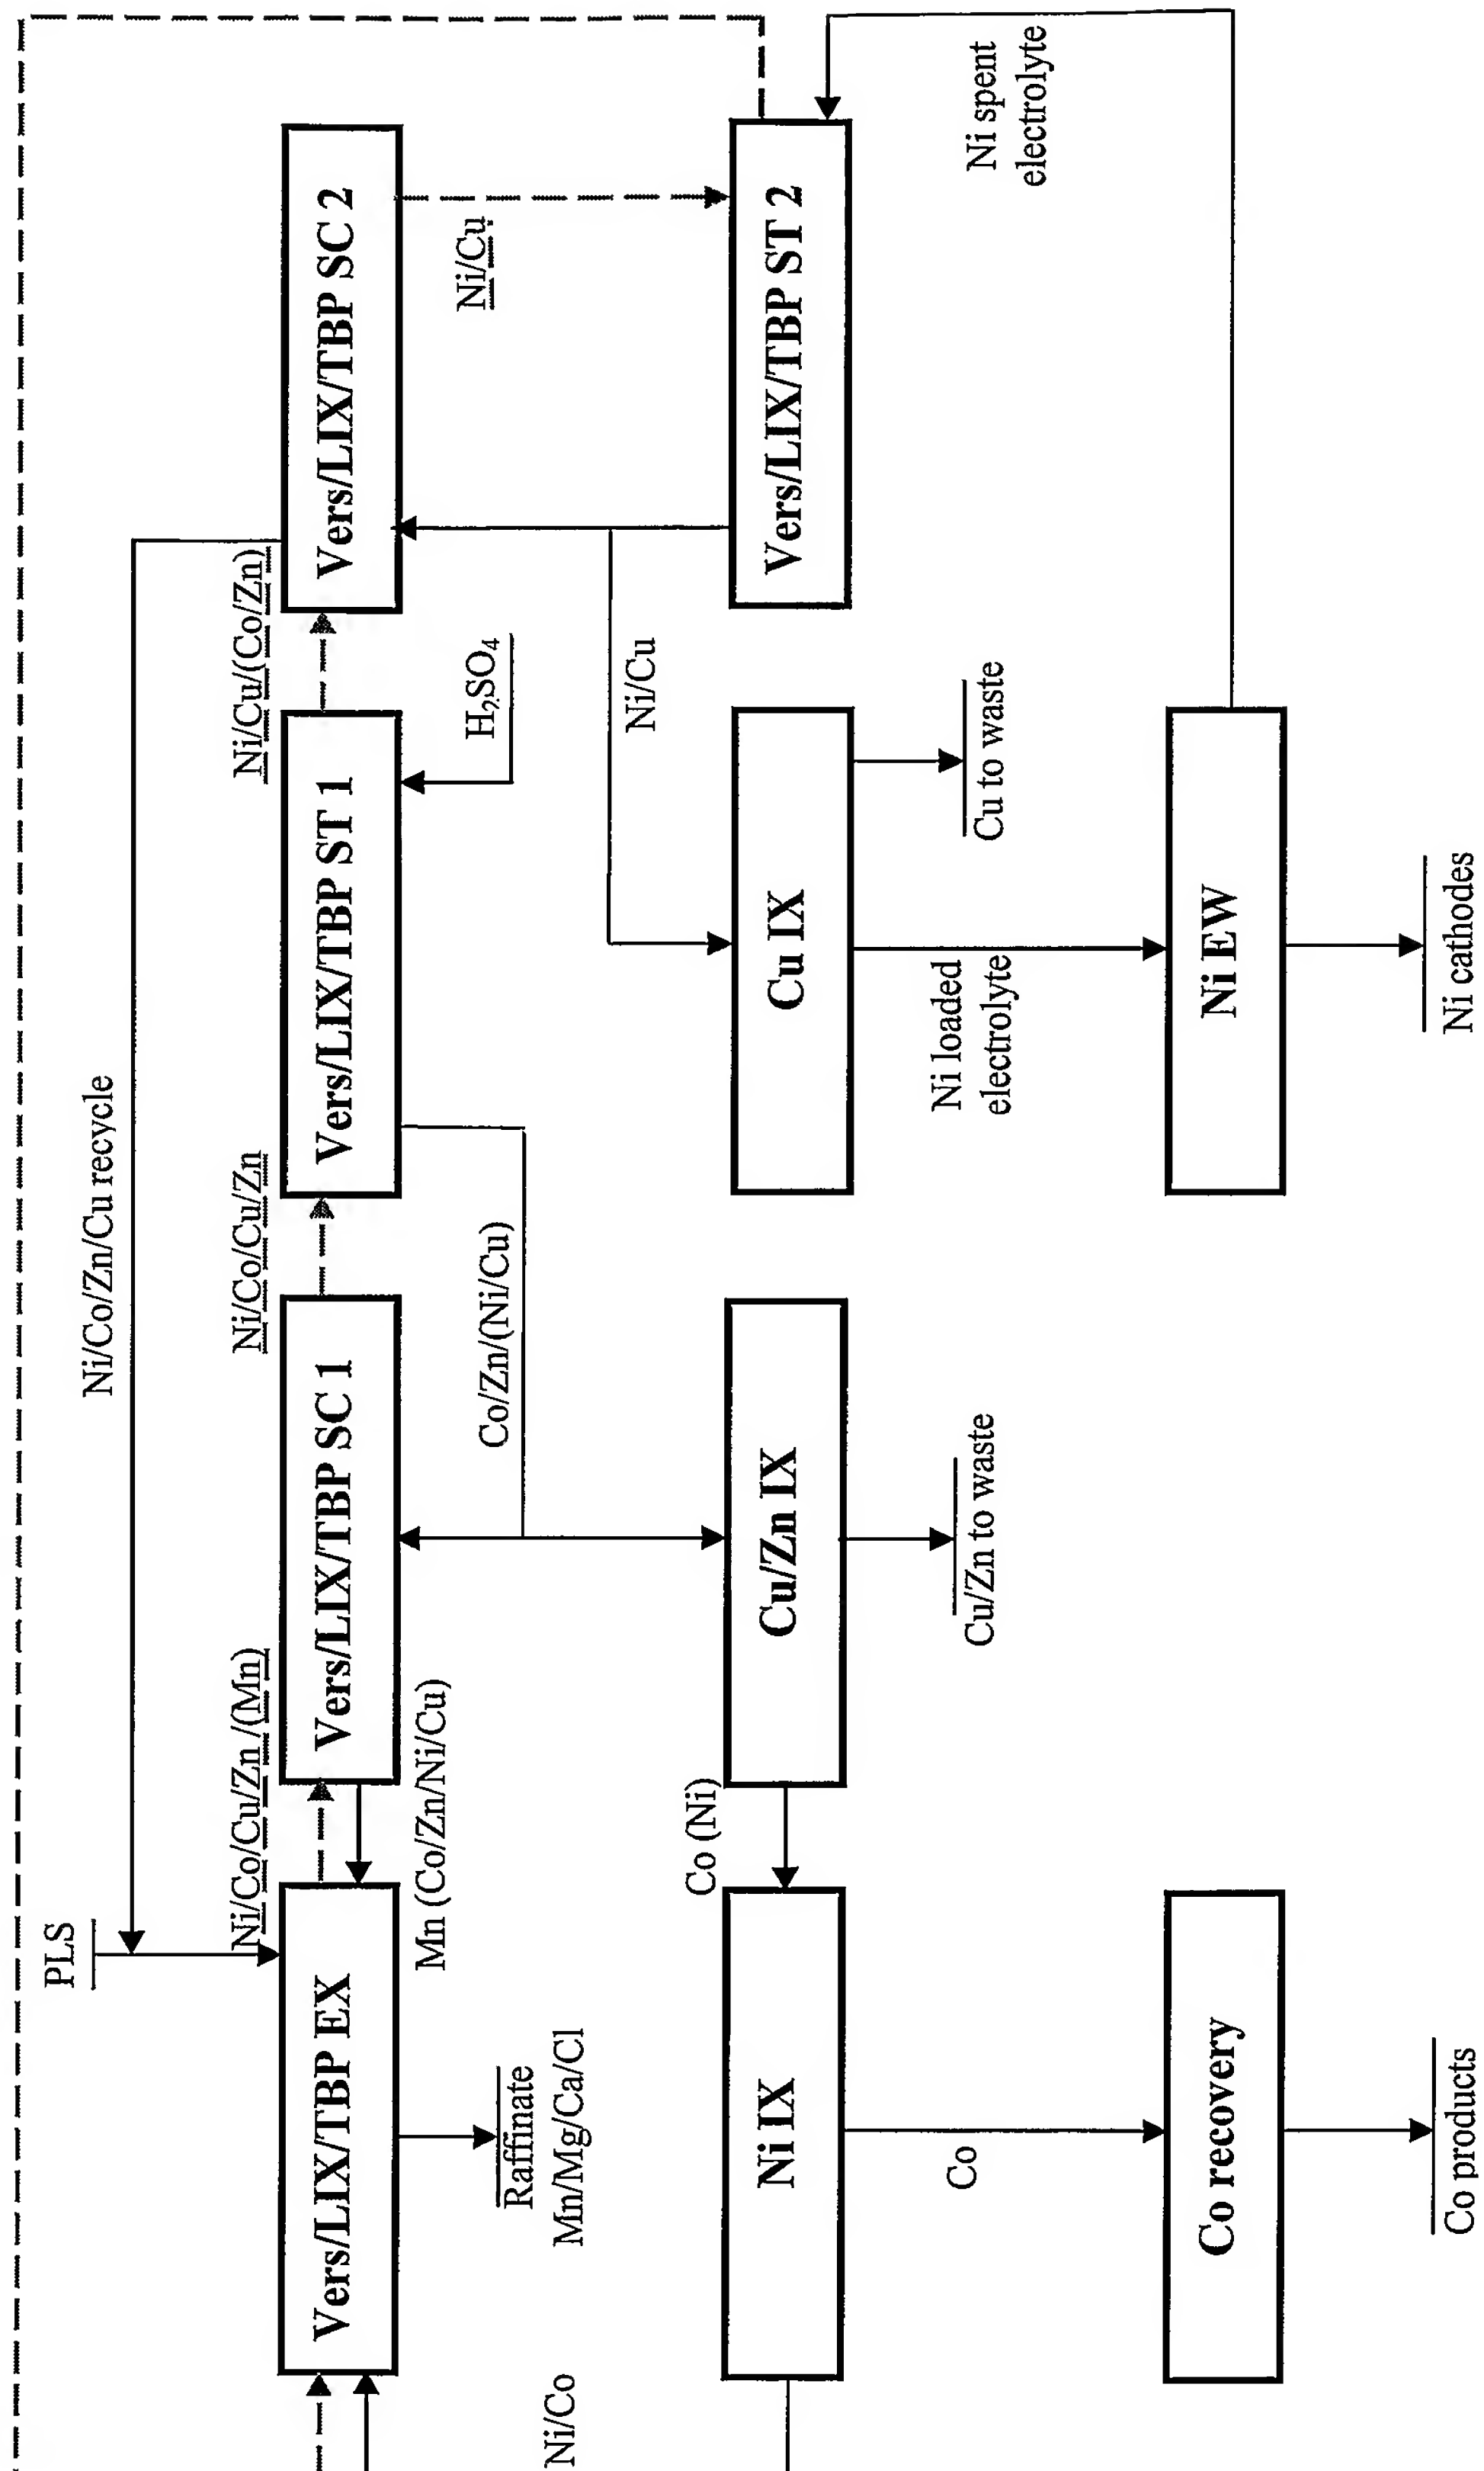 Ni/Co/Zn/Cu recycle
PLS
Ni/Co/Cu/Zn /(Mn)
Ni/Co/Cu/Zn
Ni/Cu/(Co/Zn)
Vers/LIX/TBP EX
Vers/LIX/TBP SC 1
Vers/LIX/TBP ST 1
Vers/LIX/TBP SC 2
Mn (Co/Zn/Ni/Cu)
Raffinate
Mn/Mg/Ca/Cl
Co/Zn/(Ni/Cu)
H2SO4
Ni/Cu
Ni/Co
Ni/Cu
Co (Ni)
Ni IX
Cu/Zn IX
Cu IX
Vers/LIX/TBP ST 2
Co
Cu/Zn to waste
Ni loaded
electrolyte
Cu to waste
Ni spent
electrolyte
Co recovery
Ni EW
Co products
Ni cathodes